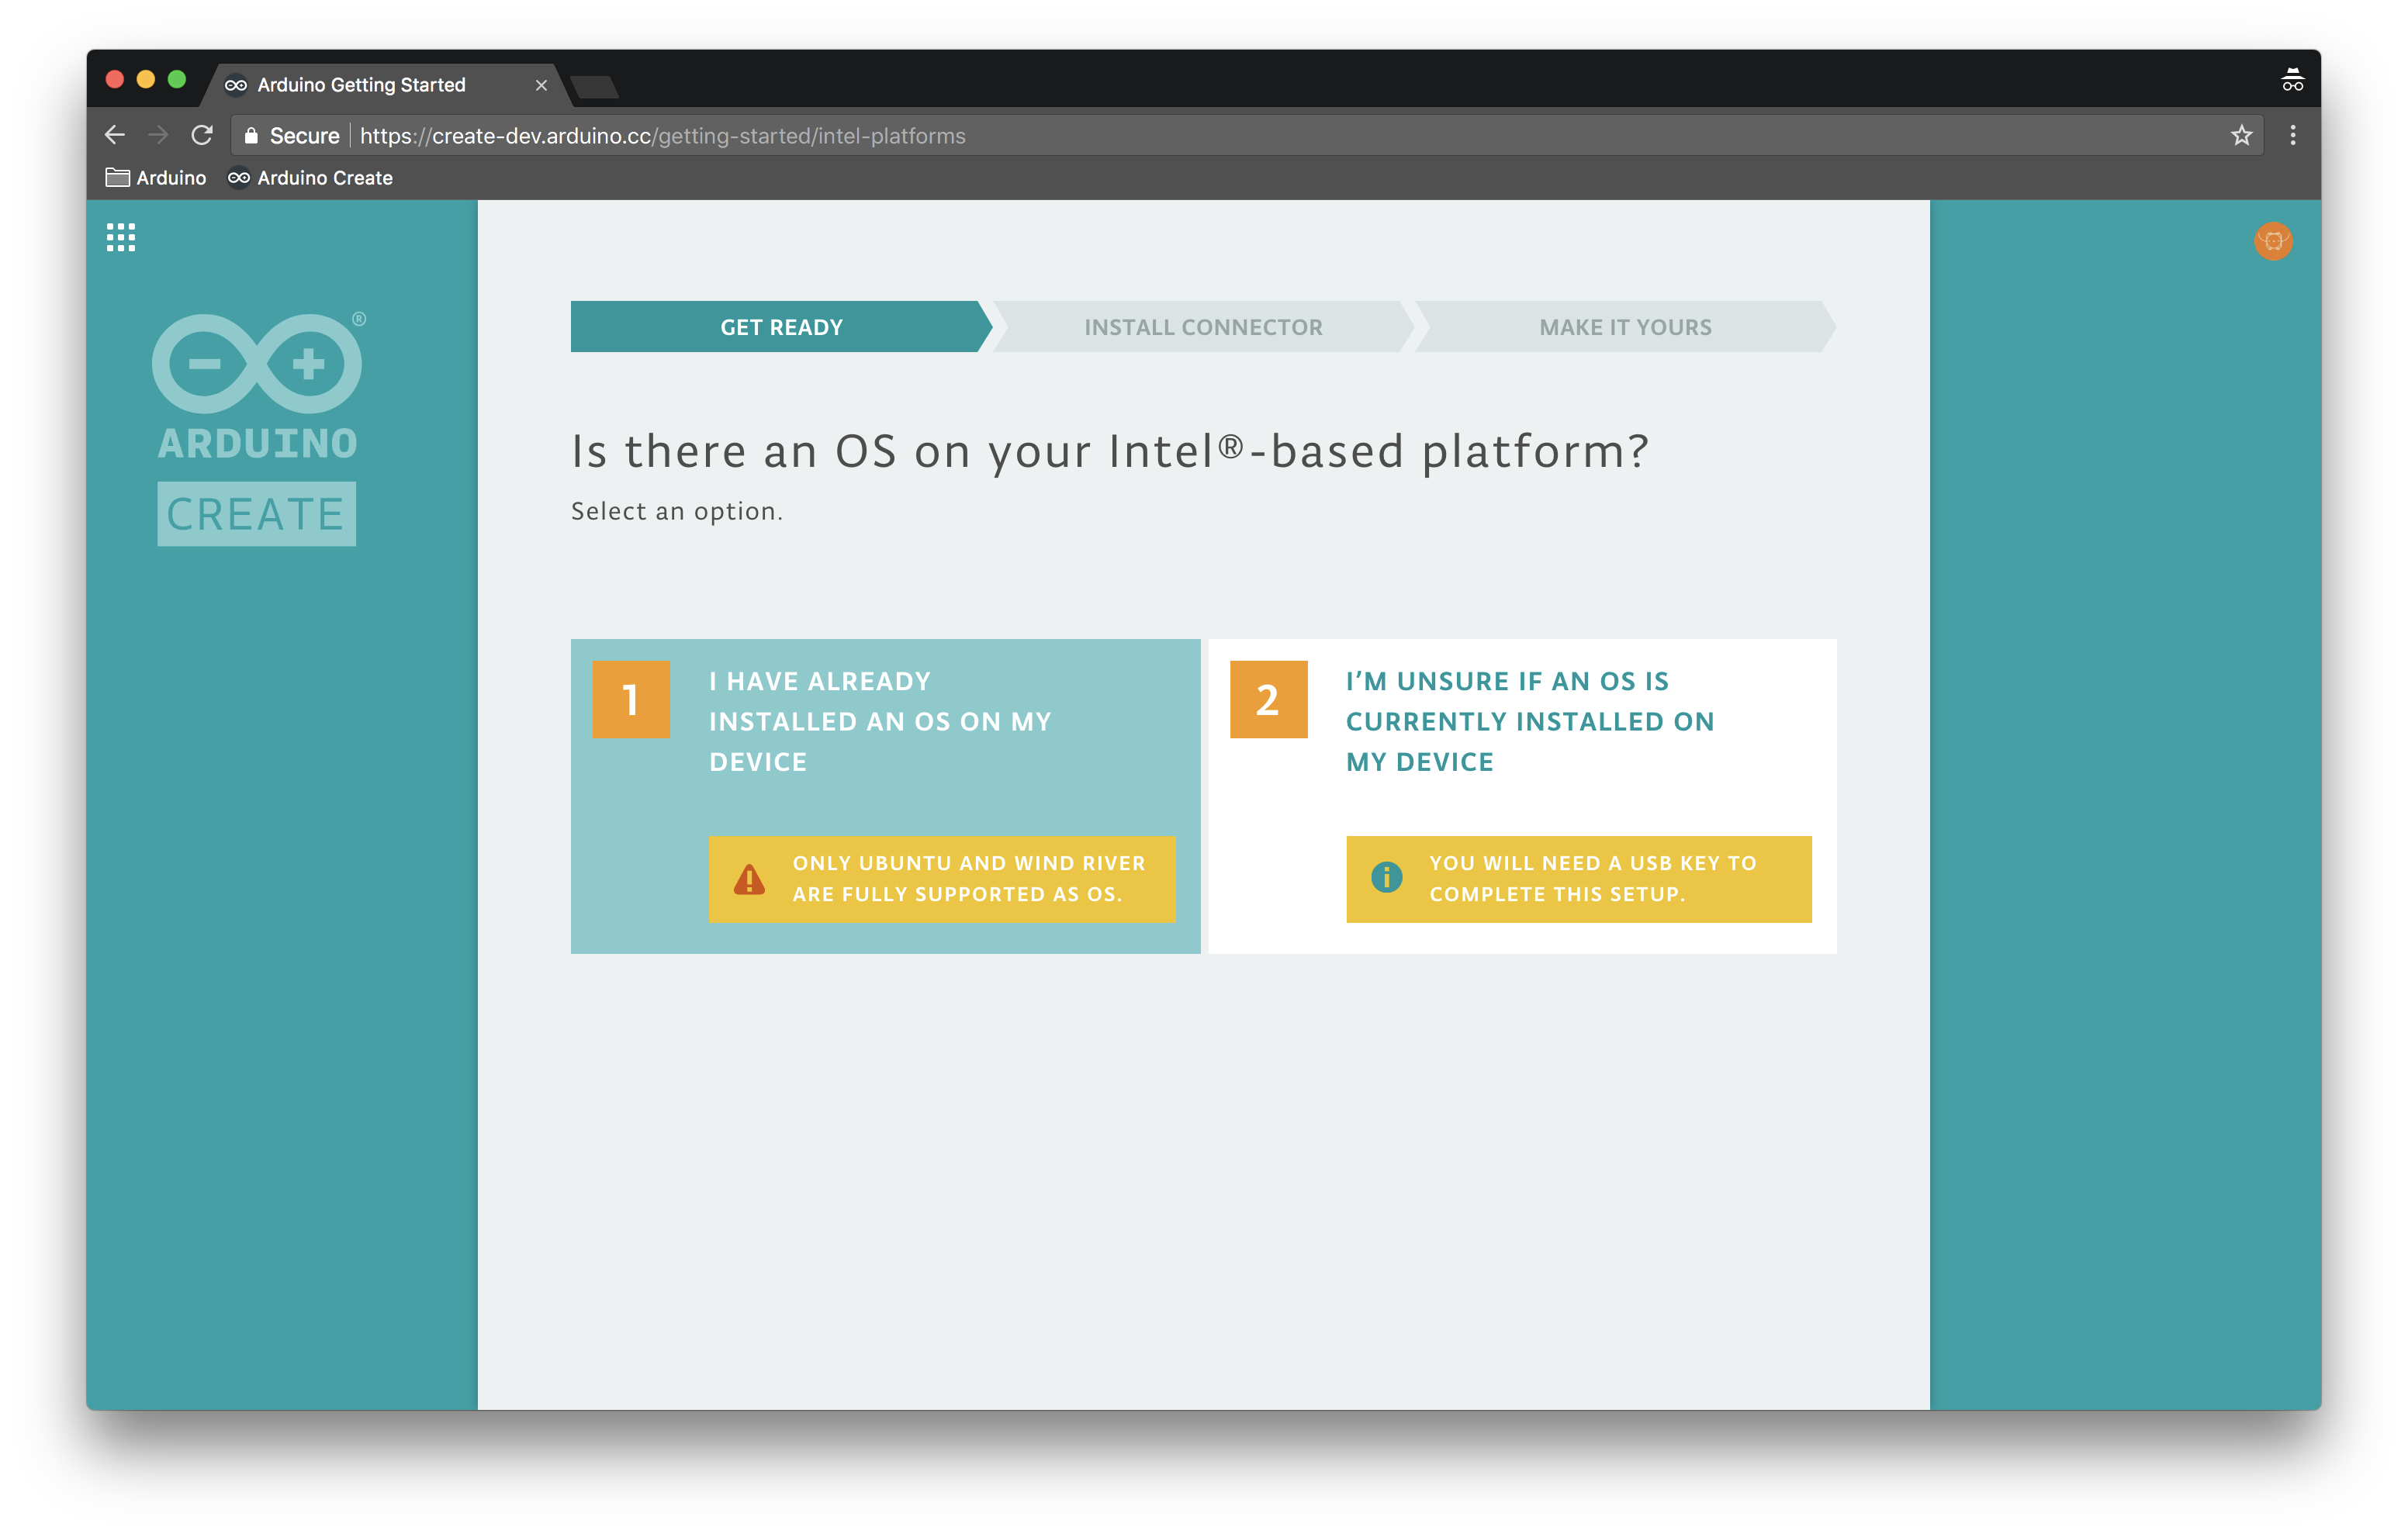 Arduino Getting Started
Secure https://create-dev.arduino.cc/getting-started/intel-platforms
Arduino Arduino Create
®
ARDUINO
CREATE
GET READY INSTALL CONNECTOR MAKE IT YOURS
Is there an OS on your Intel®-based platform?
Select an option.
1
I HAVE ALREADY
INSTALLED AN OS ON MY
DEVICE
ONLY UBUNTU AND WIND RIVER
ARE FULLY SUPPORTED AS OS.
2
I’M UNSURE IF AN OS IS
CURRENTLY INSTALLED ON
MY DEVICE
YOU WILL NEED A USB KEY TO
COMPLETE THIS SETUP.